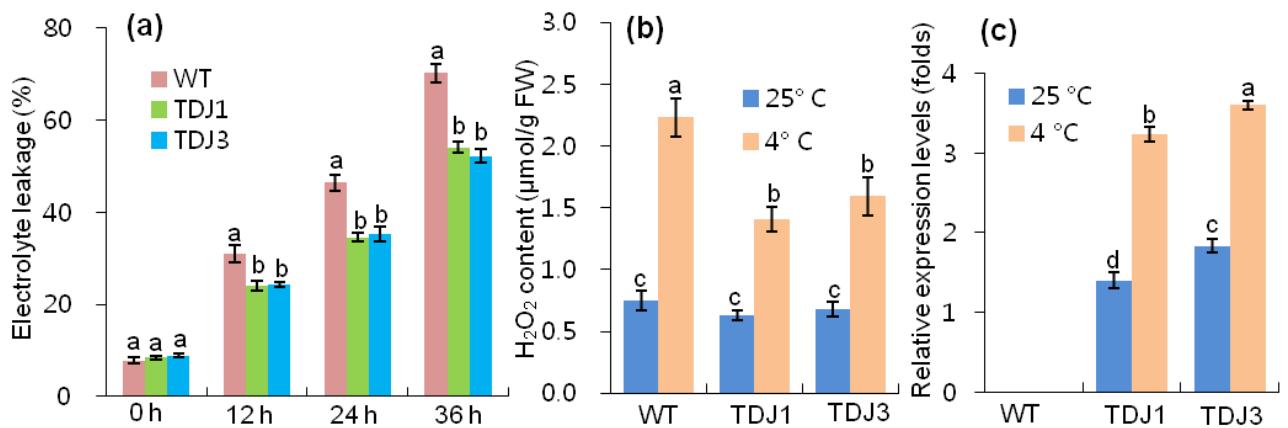 (a)
Electrolyte leakage (%)
80
60
40
20
0
WT
TDJ1
TDJ3
a a a
a b b
a b b
a b b
0 h 12 h 24 h 36 h
(b)
H₂O₂ content (µmol/g FW)
3.0
2.5
2.0
1.5
1.0
0.5
0.0
25° C
4° C
c a
c b
c b
WT TDJ1 TDJ3
(c)
Relative expression levels (folds)
4
3
2
1
0
25 °C
4 °C
d b
c a
WT TDJ1 TDJ3